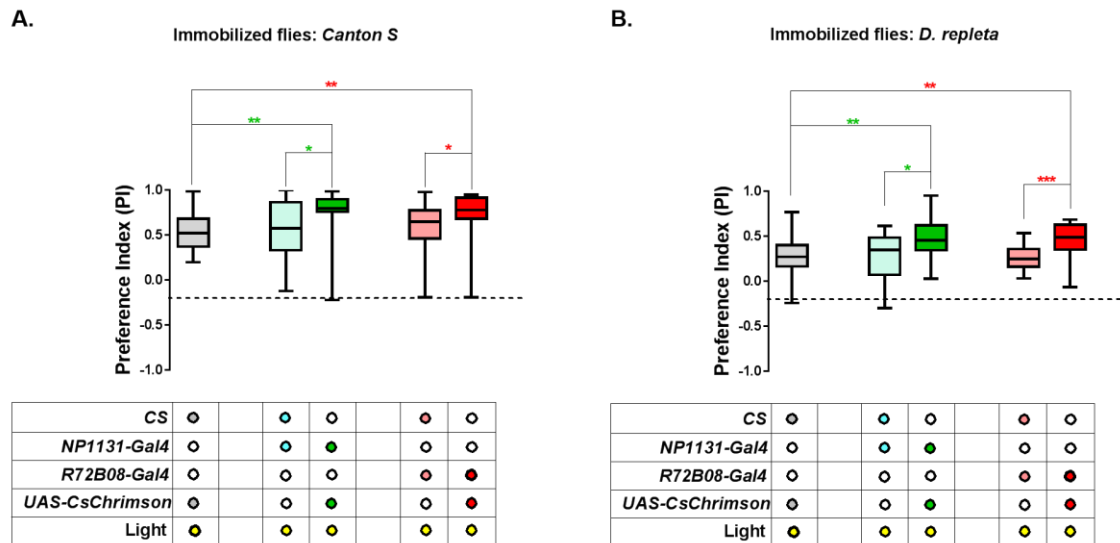 A.
Immobilized flies: Canton S
**
**
*
*
Preference Index (PI)
1.0
0.5
0.0
-0.5
-1.0
CS
NP1131-Gal4
R72B08-Gal4
UAS-CsChrimson
Light
B.
Immobilized flies: D. repleta
**
**
*
***
Preference Index (PI)
1.0
0.5
0.0
-0.5
-1.0
CS
NP1131-Gal4
R72B08-Gal4
UAS-CsChrimson
Light